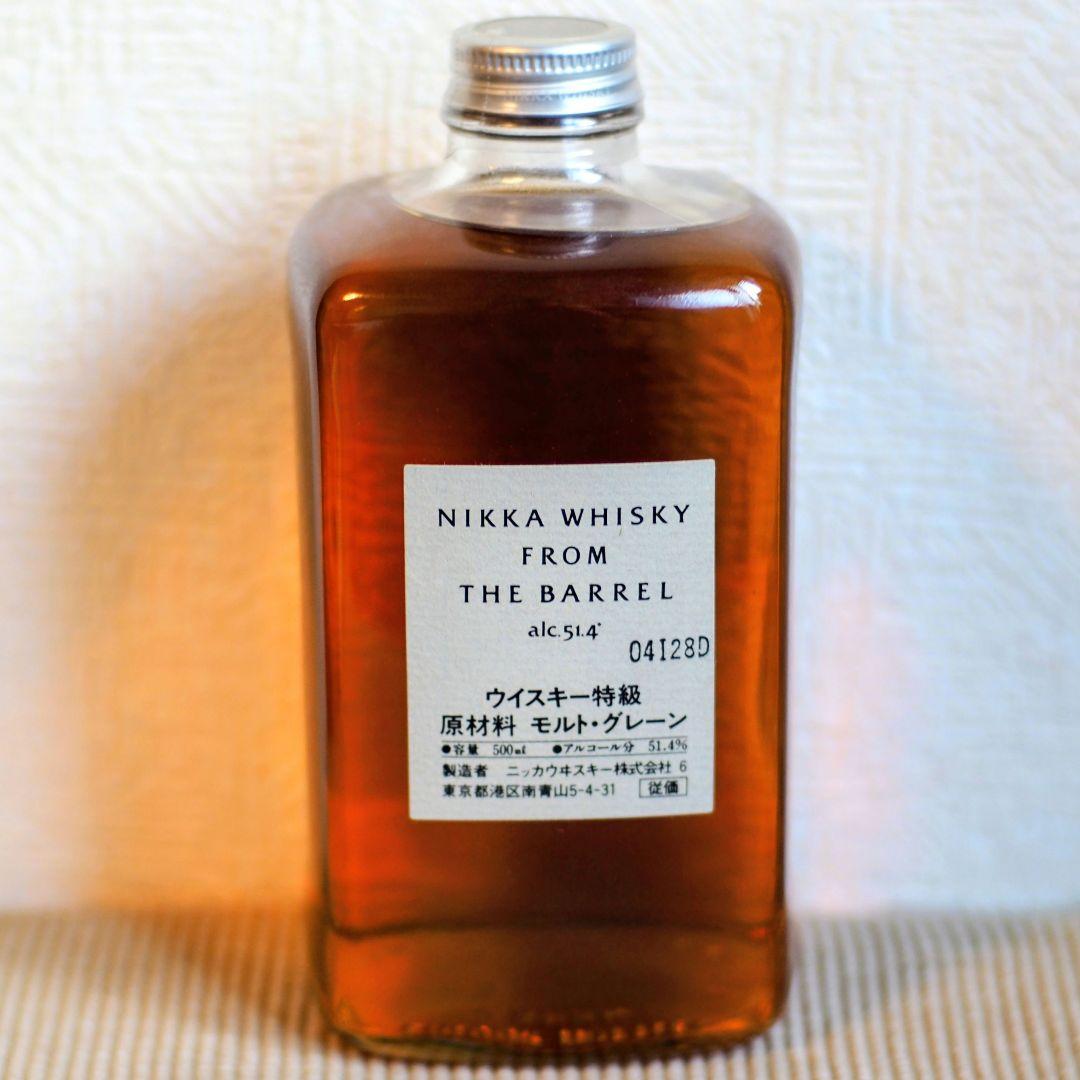 NIKKA WHISKY
FROM
THE BARREL
alc.51.4°
04I28D
ウイスキー特級
原材料 モルト・グレーン
●容量 500ml ●アルコール分 51.4%
製造者 ニッカウヰスキー株式会社 6
東京都港区南青山5-4-31 従価